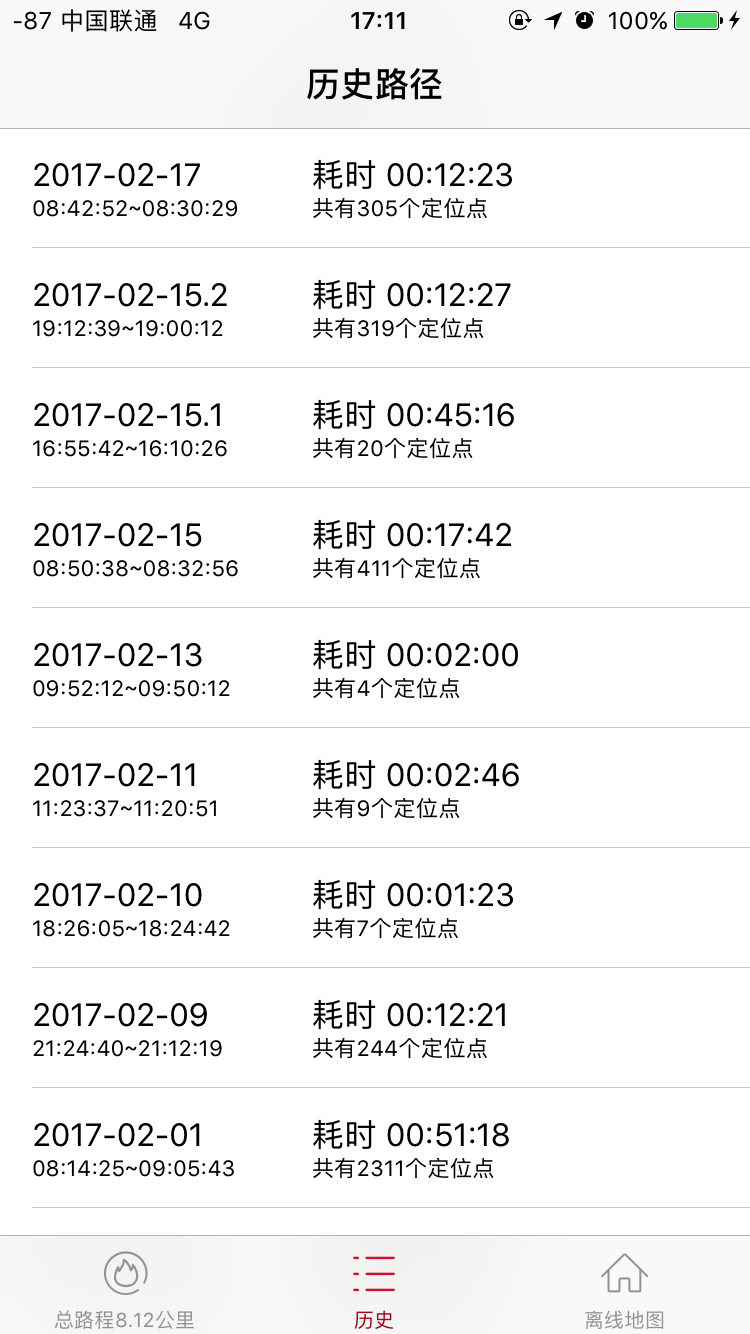 -87 中国联通 4G 17:11 100%
历史路径
2017-02-17 耗时 00:12:23
08:42:52~08:30:29 共有305个定位点
2017-02-15.2 耗时 00:12:27
19:12:39~19:00:12 共有319个定位点
2017-02-15.1 耗时 00:45:16
16:55:42~16:10:26 共有20个定位点
2017-02-15 耗时 00:17:42
08:50:38~08:32:56 共有411个定位点
2017-02-13 耗时 00:02:00
09:52:12~09:50:12 共有4个定位点
2017-02-11 耗时 00:02:46
11:23:37~11:20:51 共有9个定位点
2017-02-10 耗时 00:01:23
18:26:05~18:24:42 共有7个定位点
2017-02-09 耗时 00:12:21
21:24:40~21:12:19 共有244个定位点
2017-02-01 耗时 00:51:18
08:14:25~09:05:43 共有2311个定位点
总路程8.12公里 历史 离线地图